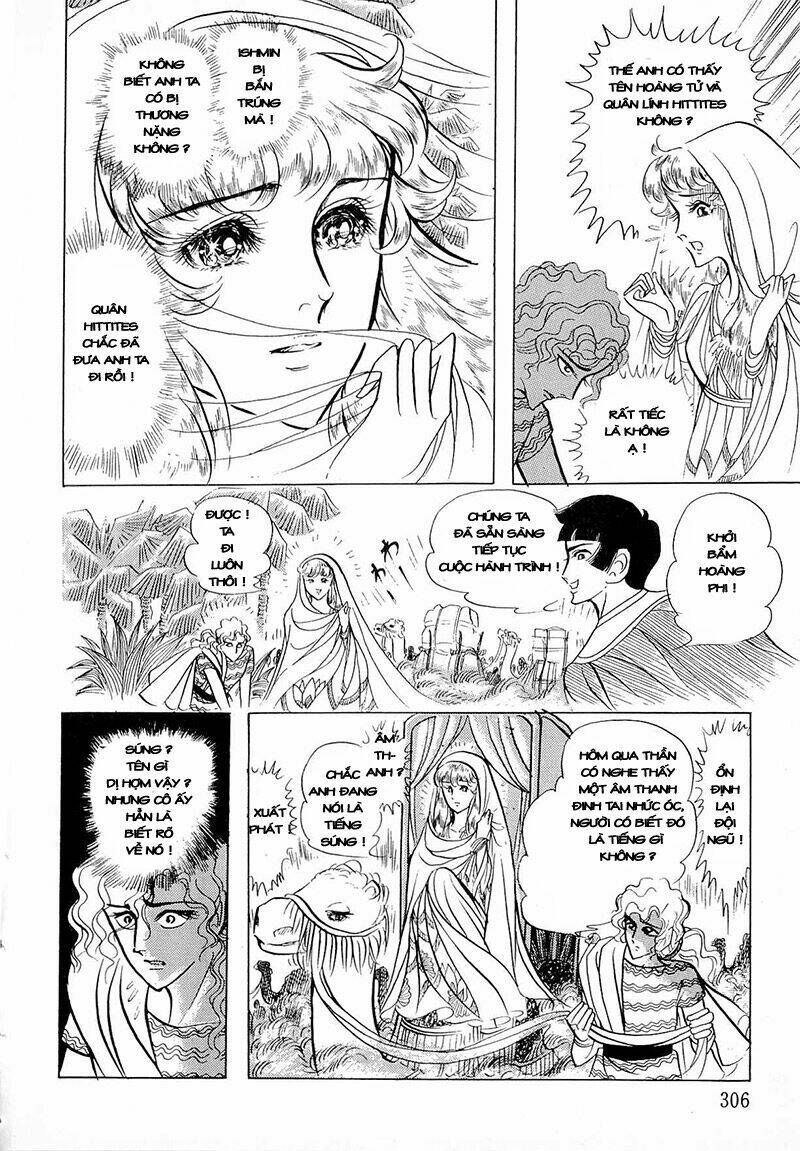 THẾ ANH CÓ THẤY
TÊN HOÀNG TỬ VÀ
QUÂN LÍNH HITTITES
KHÔNG ?
RẤT TIẾC
LÀ KHÔNG
Ạ !
ISHMIN
BỊ
BẮN
TRÚNG
MÀ !
KHÔNG
BIẾT ANH TA
CÓ BỊ
THƯƠNG
NẶNG
KHÔNG ?
QUÂN
HITTITES
CHẮC ĐÃ
ĐƯA ANH TA
ĐI RỒI !
KHỞI
BẨM
HOÀNG
PHI !
CHÚNG TA
ĐÃ SẴN SÀNG
TIẾP TỤC
CUỘC HÀNH TRÌNH !
わー
わー
ĐƯỢC !
TA
ĐI
LUÔN
THÔI !
ỔN
ĐỊNH
LẠI
ĐỘI
NGŨ !
HÔM QUA THẦN
CÓ NGHE THẤY
MỘT ÂM THANH
ĐINH TAI NHỨC ÓC,
NGƯỜI CÓ BIẾT ĐÓ
LÀ TIẾNG GÌ
KHÔNG ?
ÂM
TH-
ANH ?
CHẮC
ANH ĐANG
NÓI LÀ
TIẾNG
SÚNG !
XUẤT
PHÁT !
SÚNG ?
TÊN GÌ
DỊ HỢM VẬY ?
NHƯNG CÔ ẤY
HẲN LÀ
BIẾT RỠ
VỀ NÓ !
306